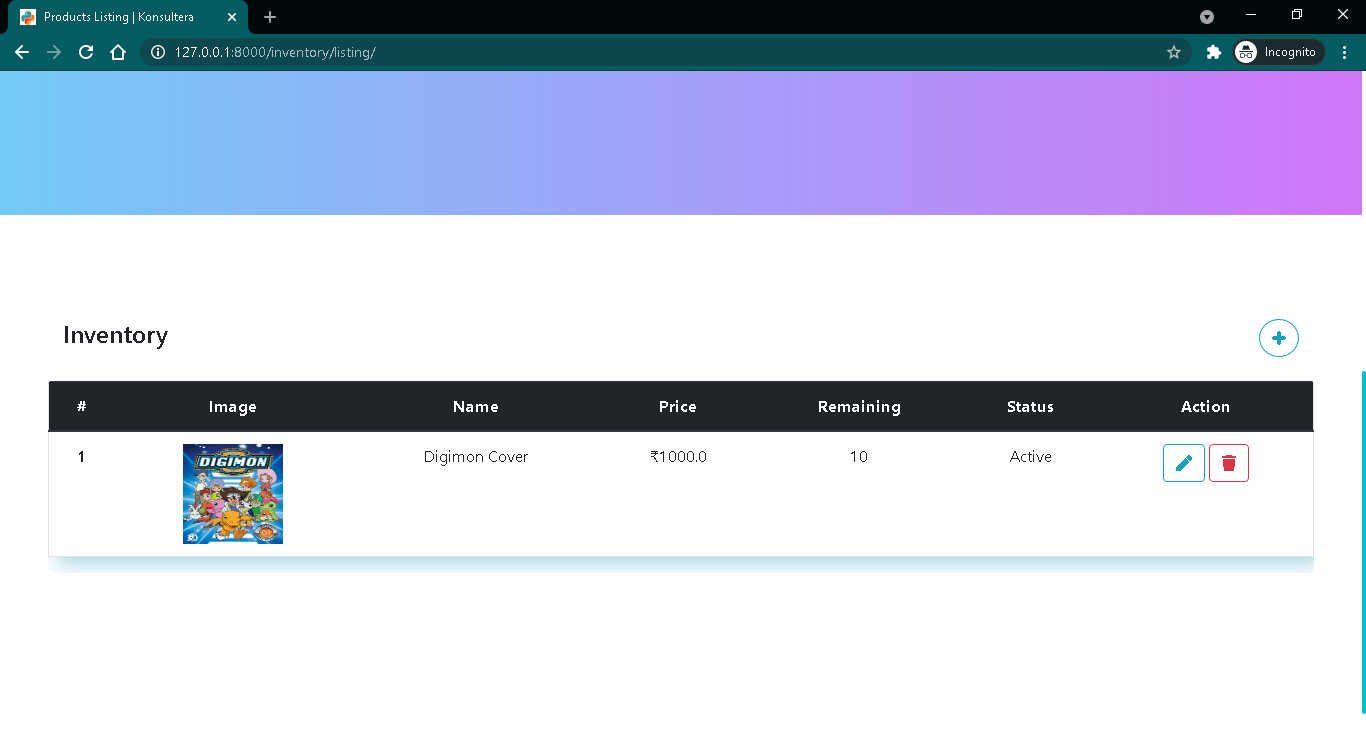 Products Listing | Konsultera
127.0.0.1:8000/inventory/listing/
Incognito
Inventory
# Image Name Price Remaining Status Action
1 DIGIMON Digimon Cover ₹1000.0 10 Active